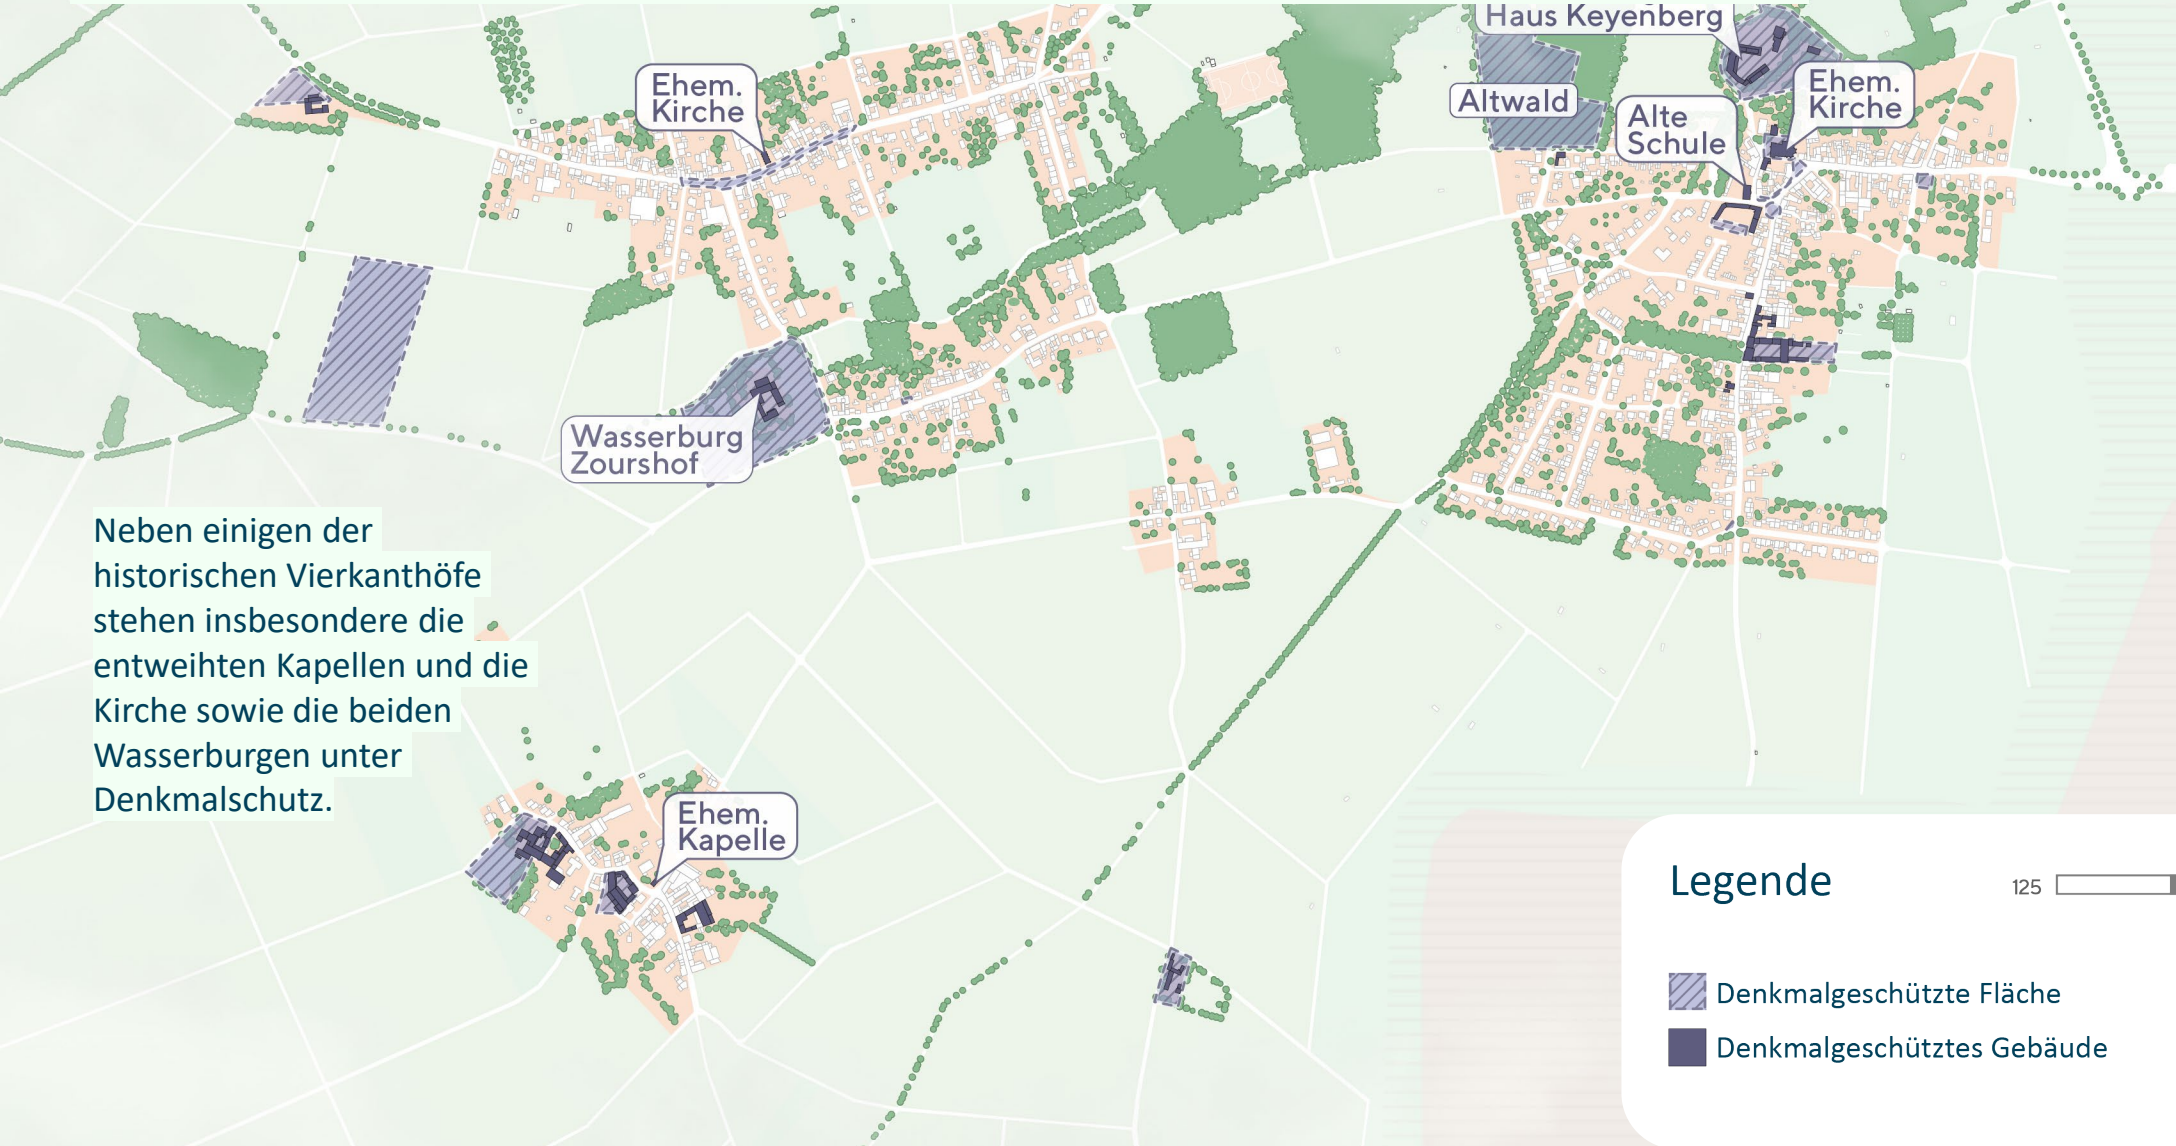 Haus Keyenberg
Ehem.
Kirche
Altwald
Alte
Schule
Ehem.
Kirche
Wasserburg
Zourshof
Neben einigen der
historischen Vierkanthöfe
stehen insbesondere die
entweihten Kapellen und die
Kirche sowie die beiden
Wasserburgen unter
Denkmalschutz.
Ehem.
Kapelle
Legende
125
Denkmalgeschützte Fläche
Denkmalgeschütztes Gebäude